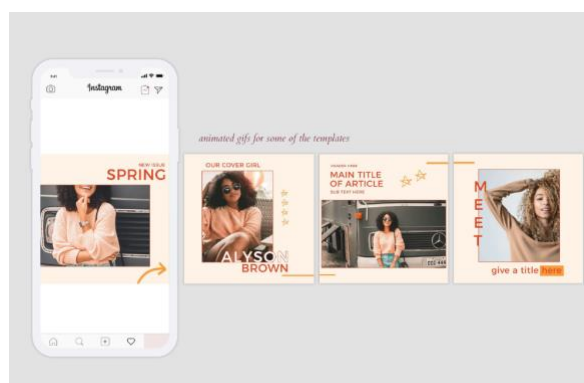 Instagram
animated gifs for some of the templates
NEW ISSUE
SPRING
OUR COVER GIRL
ALYSON
BROWN
MAIN TITLE
OF ARTICLE
SUB TEXT HERE
MEET
give a title here